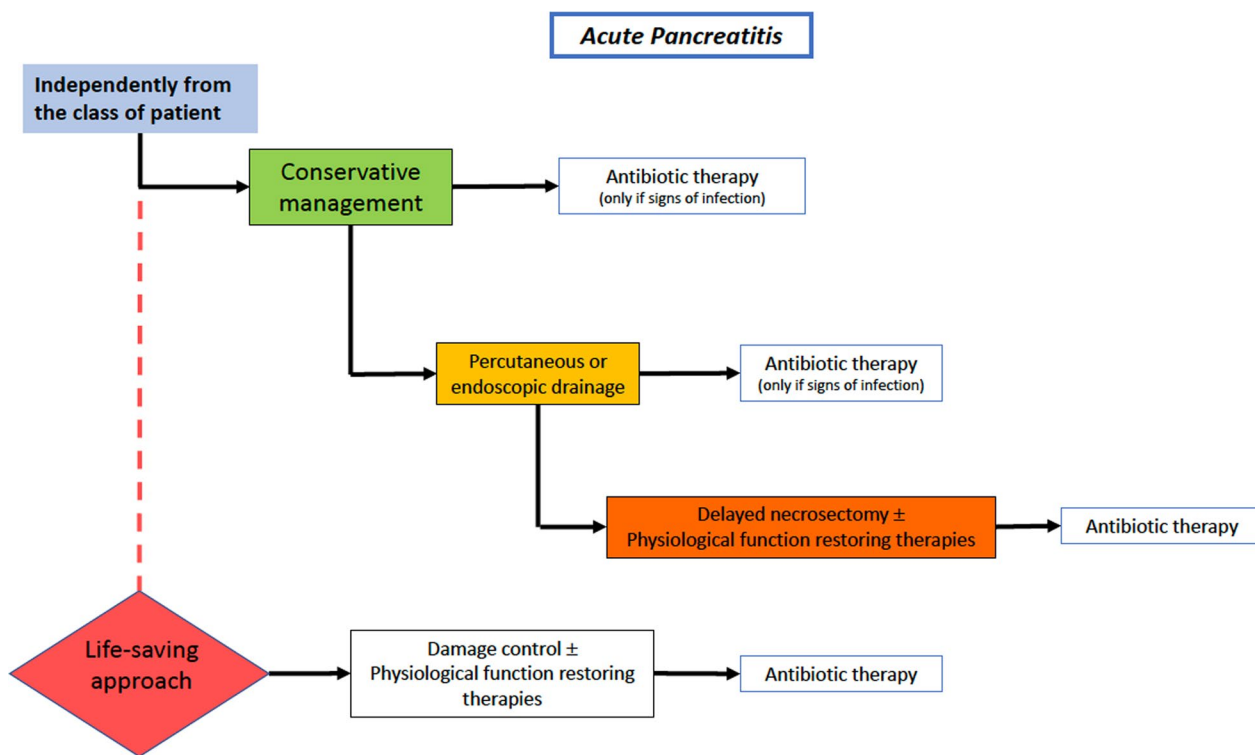 Acute Pancreatitis
Independently from
the class of patient
Conservative
management
Antibiotic therapy
(only if signs of infection)
Percutaneous or
endoscopic drainage
Antibiotic therapy
(only if signs of infection)
Delayed necrosectomy ±
Physiological function restoring therapies
Antibiotic therapy
Life-saving
approach
Damage control ±
Physiological function restoring
therapies
Antibiotic therapy